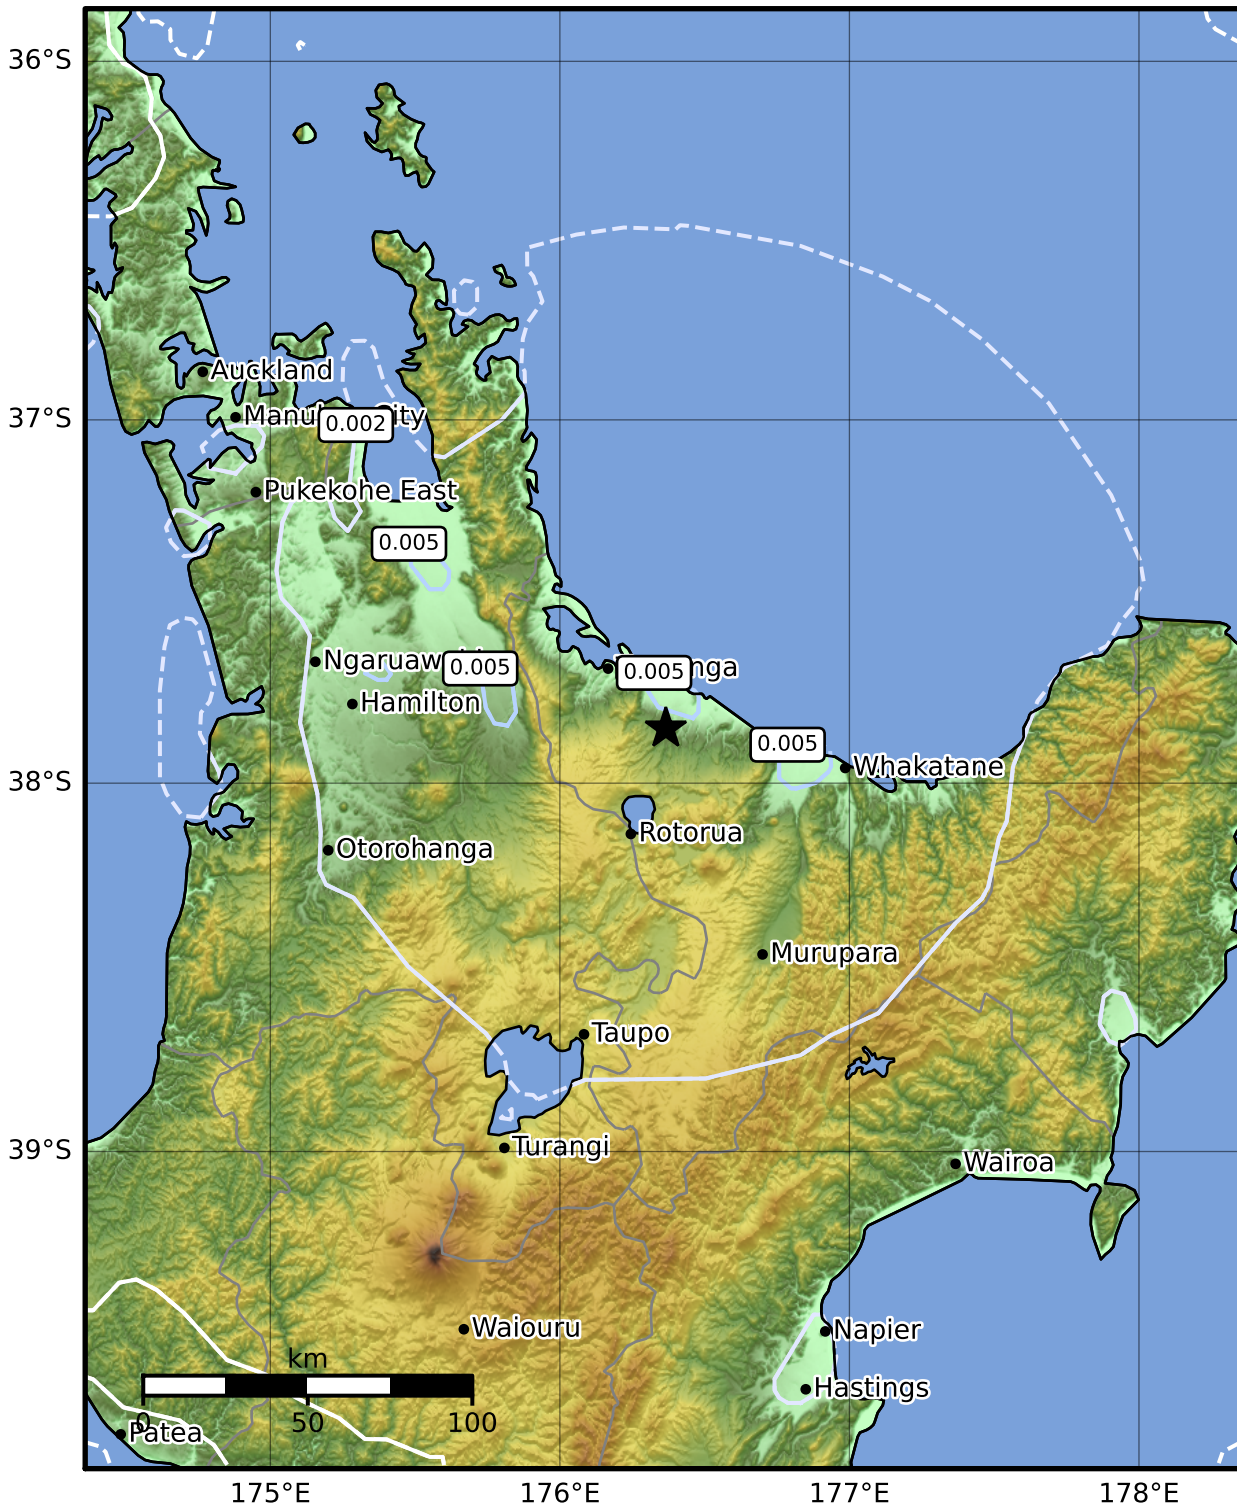 36°S
Auckland
37°S
0.002
Pukekohe East
0.005
0.005
0.005
Hamilton
0.005
Whakatane
38°S
Rotorua
Otorohanga
Murupara
Taupo
39°S
Turangi
Wairoa
Waiouru
Napier
km
Hastings
0 50 100
Patea
175°E 176°E 177°E 178°E